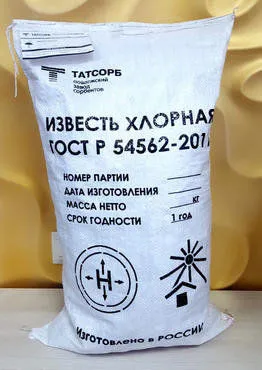 ТАТСОРБ
ТАТСОРБ
завод
сорбентов
ИЗВЕСТЬ ХЛОРНАЯ
ГОСТ Р 54562-2011
НОМЕР ПАРТИИ
ДАТА ИЗГОТОВЛЕНИЯ
МАССА НЕТТО кг
СРОК ГОДНОСТИ 1 год
Н
Изготовлено в РОССИИ